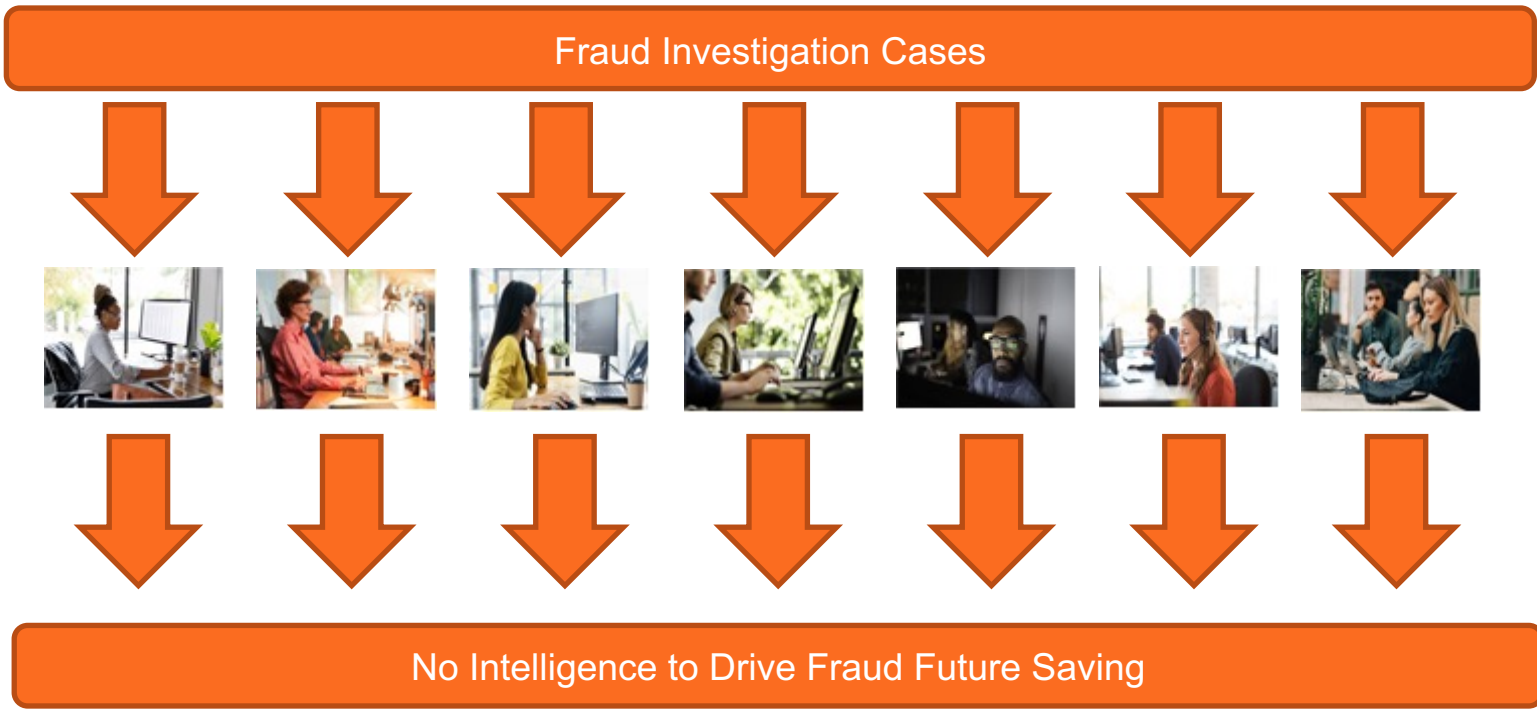 Fraud Investigation Cases
No Intelligence to Drive Fraud Future Saving